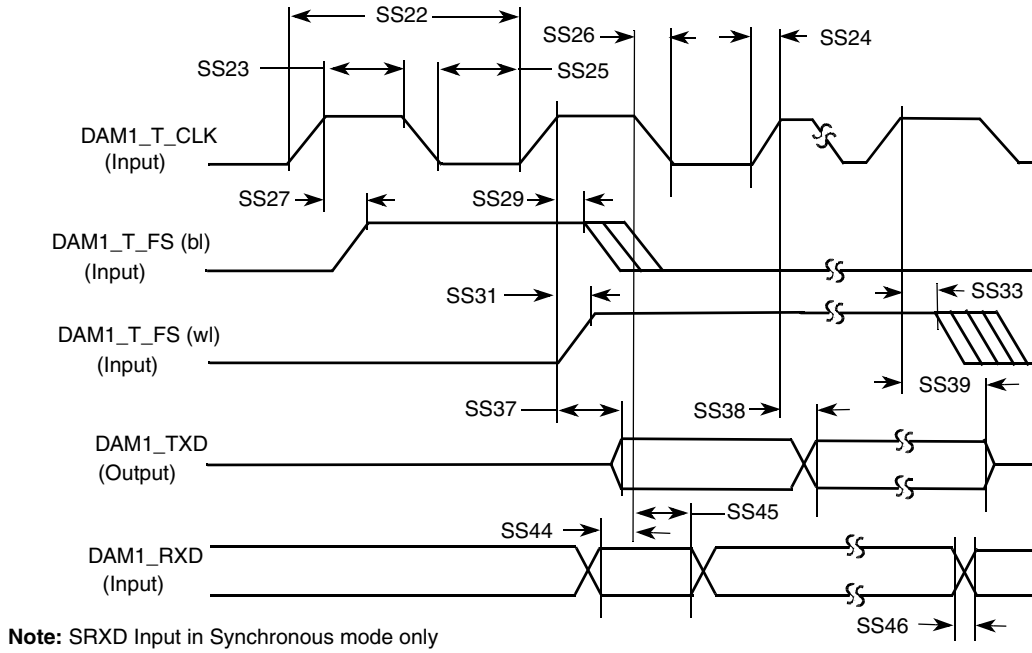 SS22
SS26
SS24
SS23
SS25
DAM1_T_CLK
(Input)
SS27
SS29
DAM1_T_FS (bl)
(Input)
SS31
SS33
DAM1_T_FS (wl)
(Input)
SS39
SS37
SS38
DAM1_TXD
(Output)
SS44
SS45
DAM1_RXD
(Input)
SS46
Note: SRXD Input in Synchronous mode only